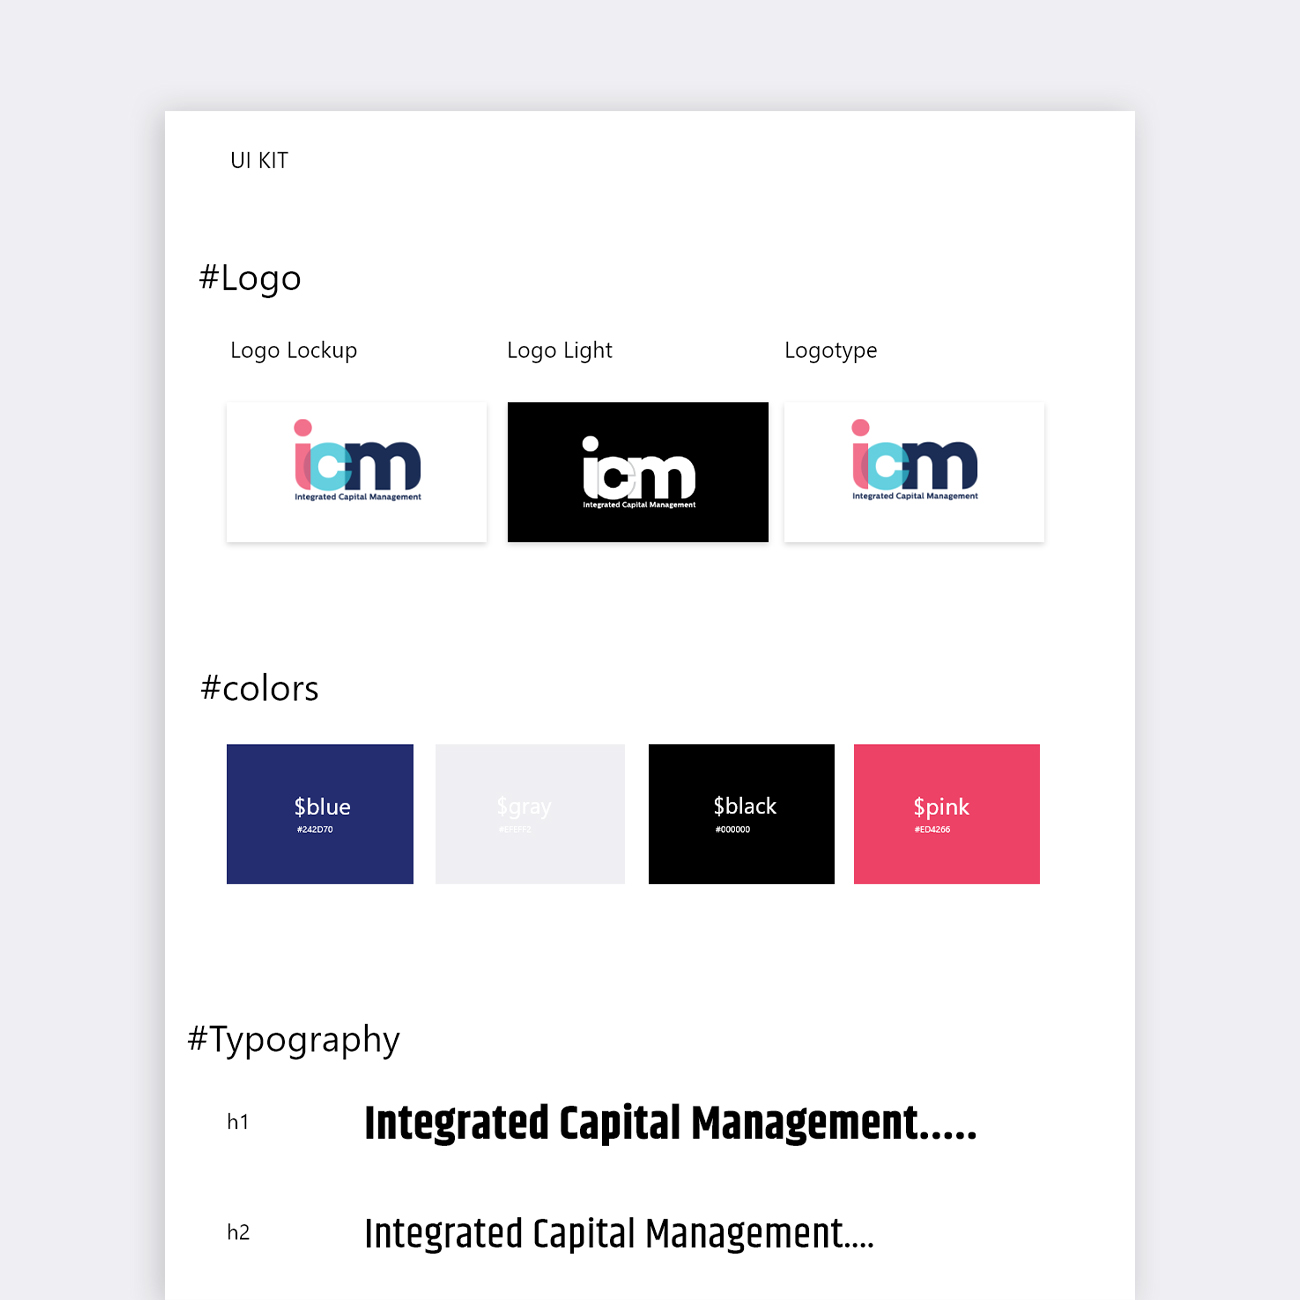 UI KIT
#Logo
Logo Lockup
Logo Light
Logotype
icm
Integrated Capital Management
icm
Integrated Capital Management
icm
Integrated Capital Management
#colors
$blue
#242D70
$gray
#EFEFF2
$black
#000000
$pink
#ED4266
#Typography
h1
Integrated Capital Management.....
h2
Integrated Capital Management....